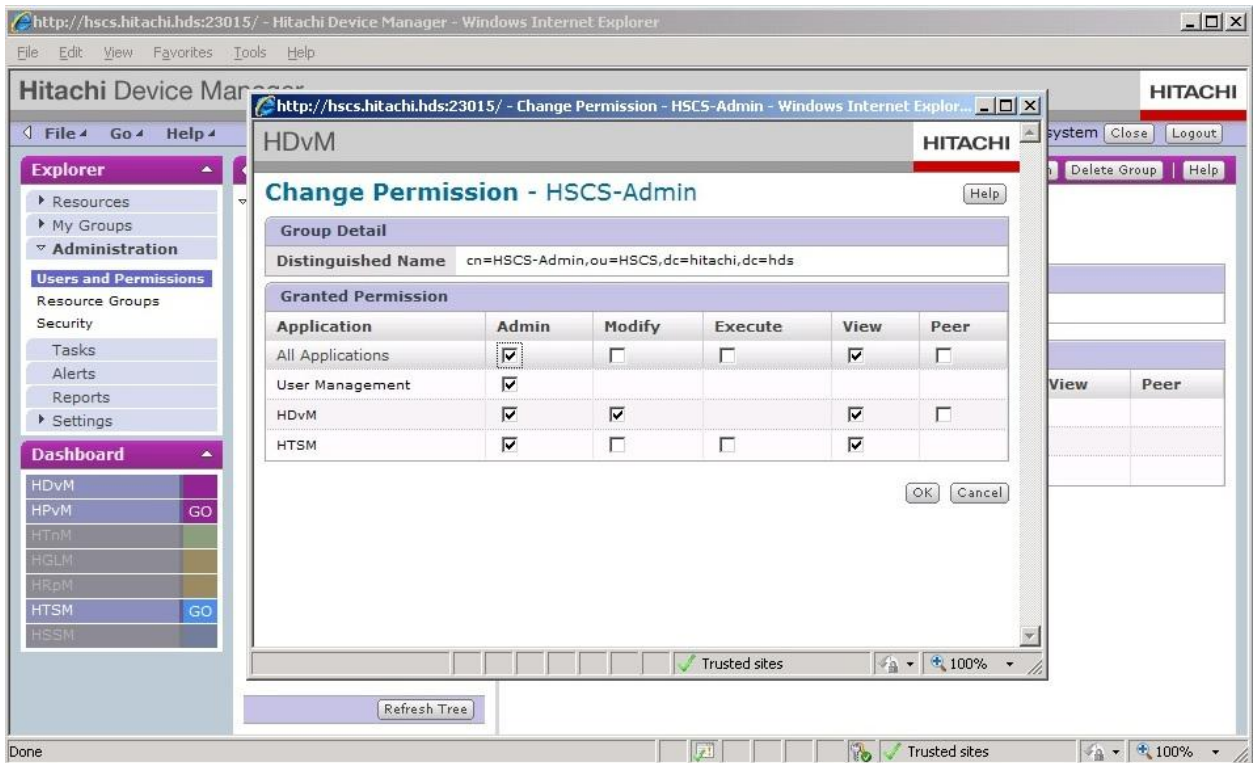 http://hscs.hitachi.hds:23015/ - Hitachi Device Manager - Windows Internet Explorer
File Edit View Favorites Tools Help
Hitachi Device
HITACHI
File Go Help
system Close Logout
Explorer
Resources
My Groups
Administration
Users and Permissions
Resource Groups
Security
Tasks
Alerts
Reports
Settings
Dashboard
HDvM
HPvM GO
HTnM
HGLM
HRpM
HTSM GO
HSSM
Delete Group | Help
View Peer
Refresh Tree
http://hscs.hitachi.hds:23015/ - Change Permission - HSCS-Admin - Windows Internet Explor...
HDvM
HITACHI
Change Permission - HSCS-Admin
Help
Group Detail
Distinguished Name cn=HSCS-Admin,ou=HSCS,dc=hitachi,dc=hds
Granted Permission
Application Admin Modify Execute View Peer
All Applications
User Management
HDvM
HTSM
OK Cancel
Trusted sites 100%
Done Trusted sites 100%